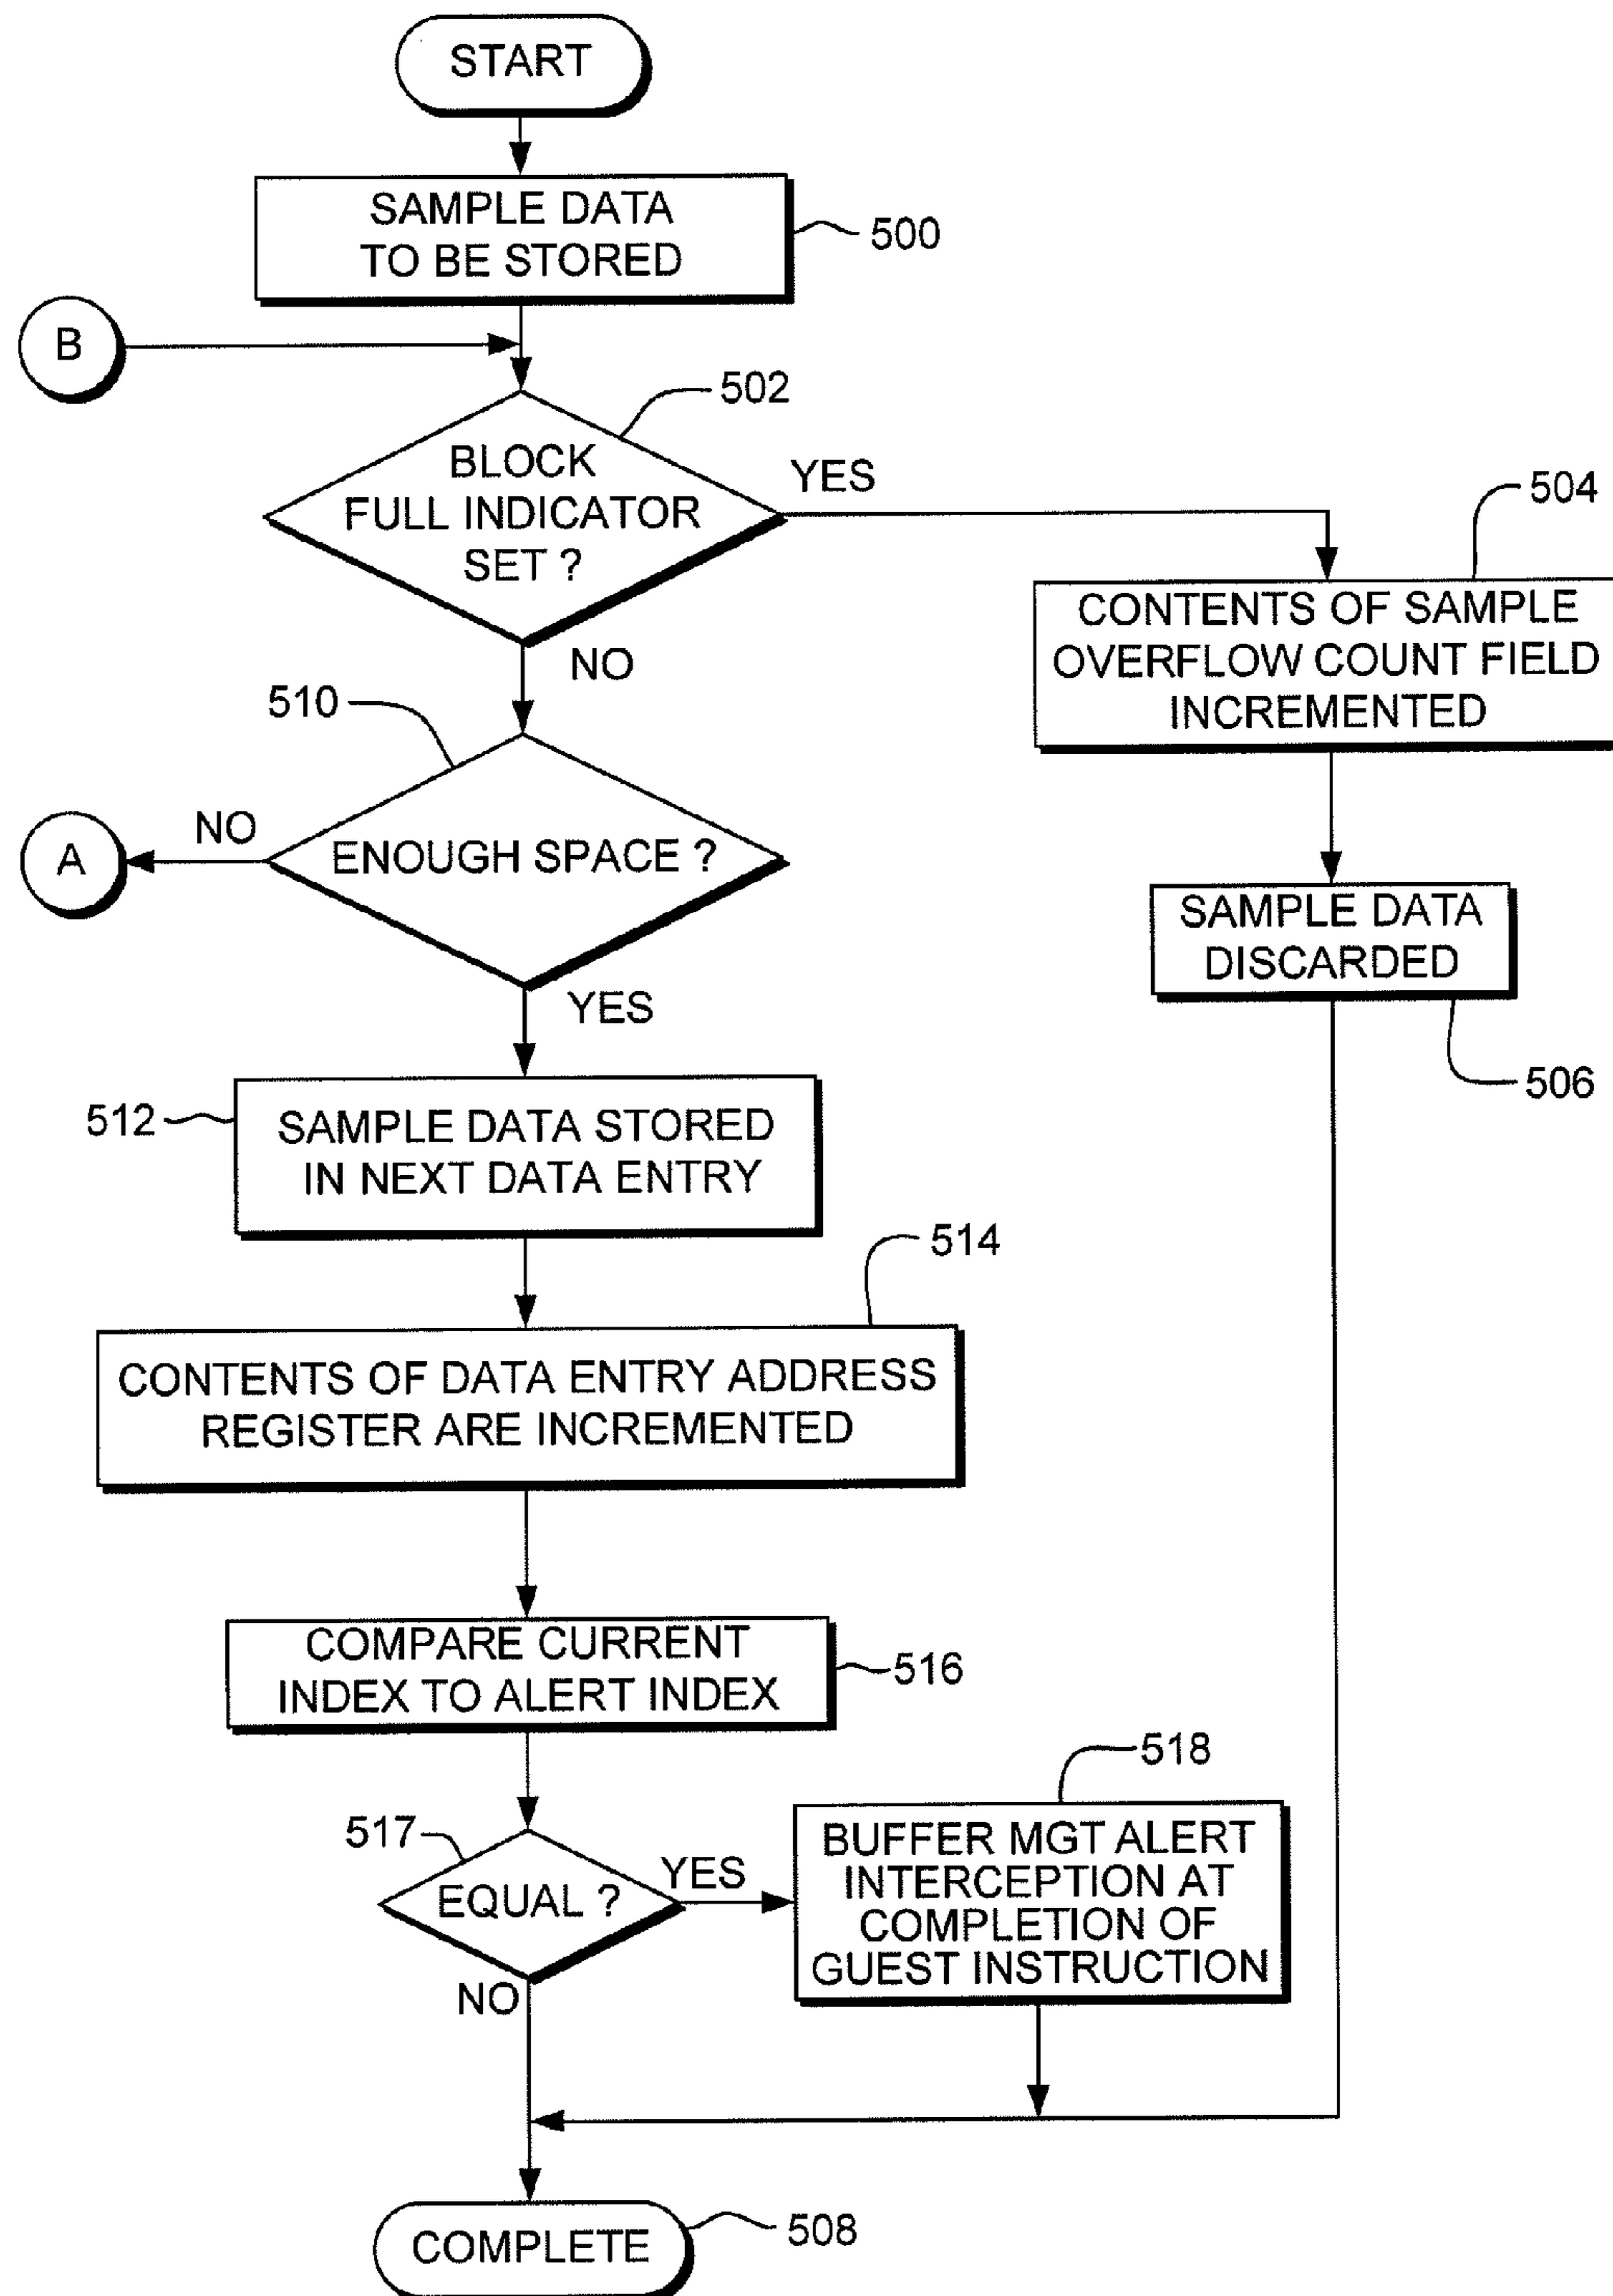 START
SAMPLE DATA
TO BE STORED
500
B
502
BLOCK
FULL INDICATOR
SET ?
YES
504
CONTENTS OF SAMPLE
OVERFLOW COUNT FIELD
INCREMENTED
NO
510
A
NO
ENOUGH SPACE ?
SAMPLE DATA
DISCARDED
506
YES
512
SAMPLE DATA STORED
IN NEXT DATA ENTRY
514
CONTENTS OF DATA ENTRY ADDRESS
REGISTER ARE INCREMENTED
COMPARE CURRENT
INDEX TO ALERT INDEX
516
517
EQUAL ?
YES
518
BUFFER MGT ALERT
INTERCEPTION AT
COMPLETION OF
GUEST INSTRUCTION
NO
COMPLETE
508